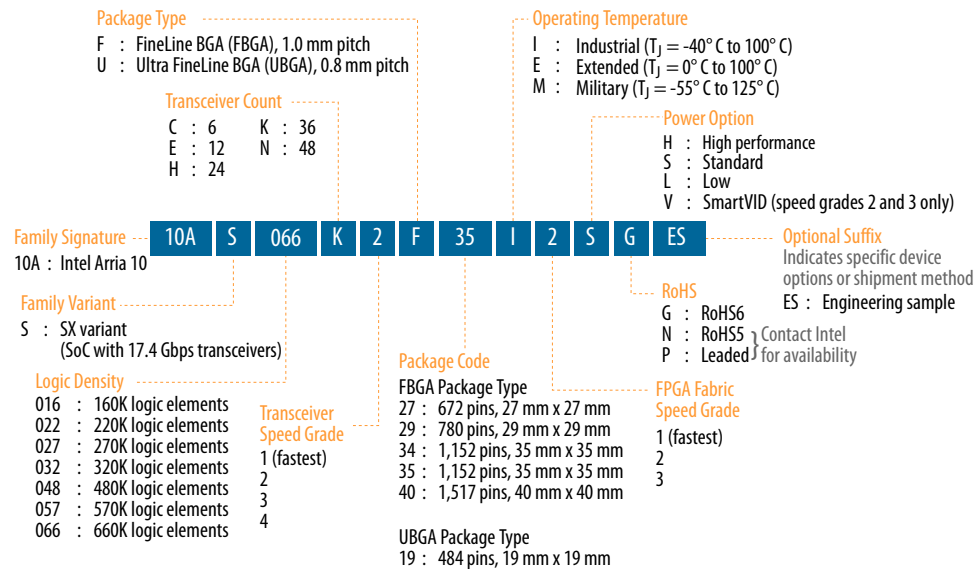 Package Type
F : FineLine BGA (FBGA), 1.0 mm pitch
U : Ultra FineLine BGA (UBGA), 0.8 mm pitch
Operating Temperature
I : Industrial (TJ = -40° C to 100° C)
E : Extended (TJ = 0° C to 100° C)
M : Military (TJ = -55° C to 125° C)
Transceiver Count
C : 6 K : 36
E : 12 N : 48
H : 24
Power Option
H : High performance
S : Standard
L : Low
V : SmartVID (speed grades 2 and 3 only)
10A S 066 K 2 F 35 I 2 S G ES
Family Signature
10A : Intel Arria 10
Optional Suffix
Indicates specific device
options or shipment method
ES : Engineering sample
Family Variant
S : SX variant
(SoC with 17.4 Gbps transceivers)
RoHS
G : RoHS6
N : RoHS5
P : Leaded
} Contact Intel
for availability
Logic Density
016 : 160K logic elements
022 : 220K logic elements
027 : 270K logic elements
032 : 320K logic elements
048 : 480K logic elements
057 : 570K logic elements
066 : 660K logic elements
Transceiver
Speed Grade
1 (fastest)
2
3
4
Package Code
FBGA Package Type
27 : 672 pins, 27 mm x 27 mm
29 : 780 pins, 29 mm x 29 mm
34 : 1,152 pins, 35 mm x 35 mm
35 : 1,152 pins, 35 mm x 35 mm
40 : 1,517 pins, 40 mm x 40 mm
UBGA Package Type
19 : 484 pins, 19 mm x 19 mm
FPGA Fabric
Speed Grade
1 (fastest)
2
3